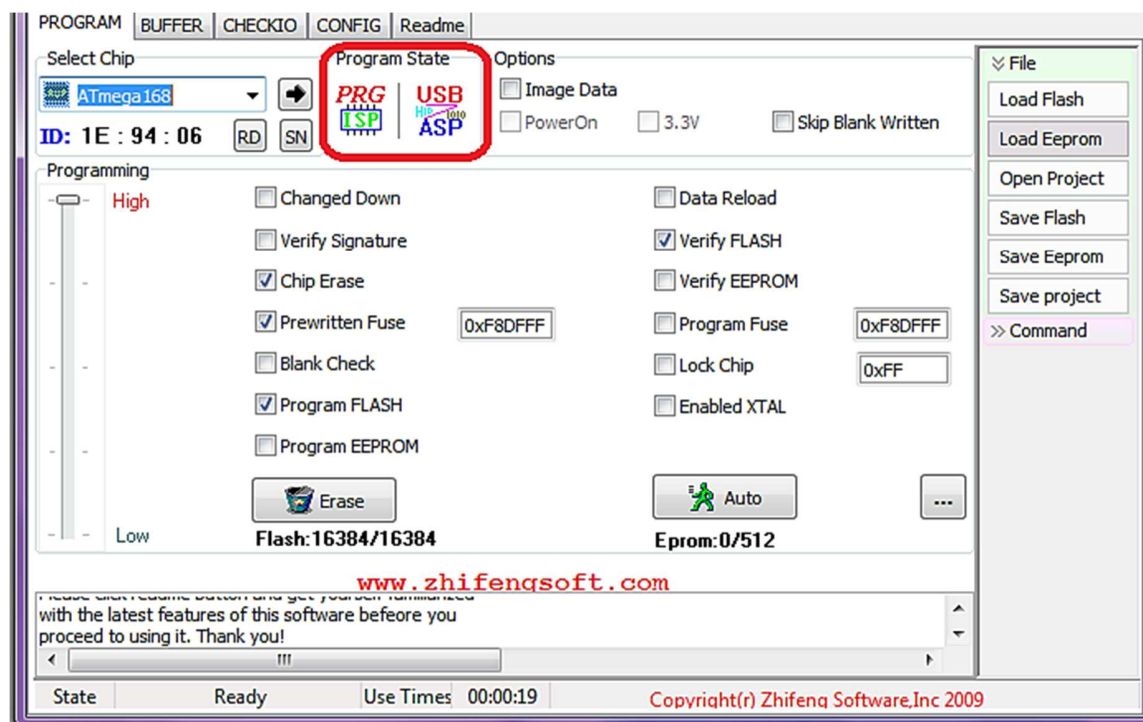 PROGRAM BUFFER CHECKIO CONFIG Readme
Select Chip
ATmega168
ID: 1E : 94 : 06 RD SN
Program State
PRG ISP
USB ASP
Options
Image Data
PowerOn 3.3V Skip Blank Written
Programming
High
Low
Changed Down
Verify Signature
Chip Erase
Prewritten Fuse 0xF8DFFF
Blank Check
Program FLASH
Program EEPROM
Erase
Flash:16384/16384
Data Reload
Verify FLASH
Verify EEPROM
Program Fuse 0xF8DFFF
Lock Chip 0xFF
Enabled XTAL
Auto
...
Eprom:0/512
www.zhifengsoft.com
with the latest features of this software befeore you
proceed to using it. Thank you!
State Ready Use Times 00:00:19 Copyright(r) Zhifeng Software,Inc 2009
File
Load Flash
Load Eeprom
Open Project
Save Flash
Save Eeprom
Save project
Command